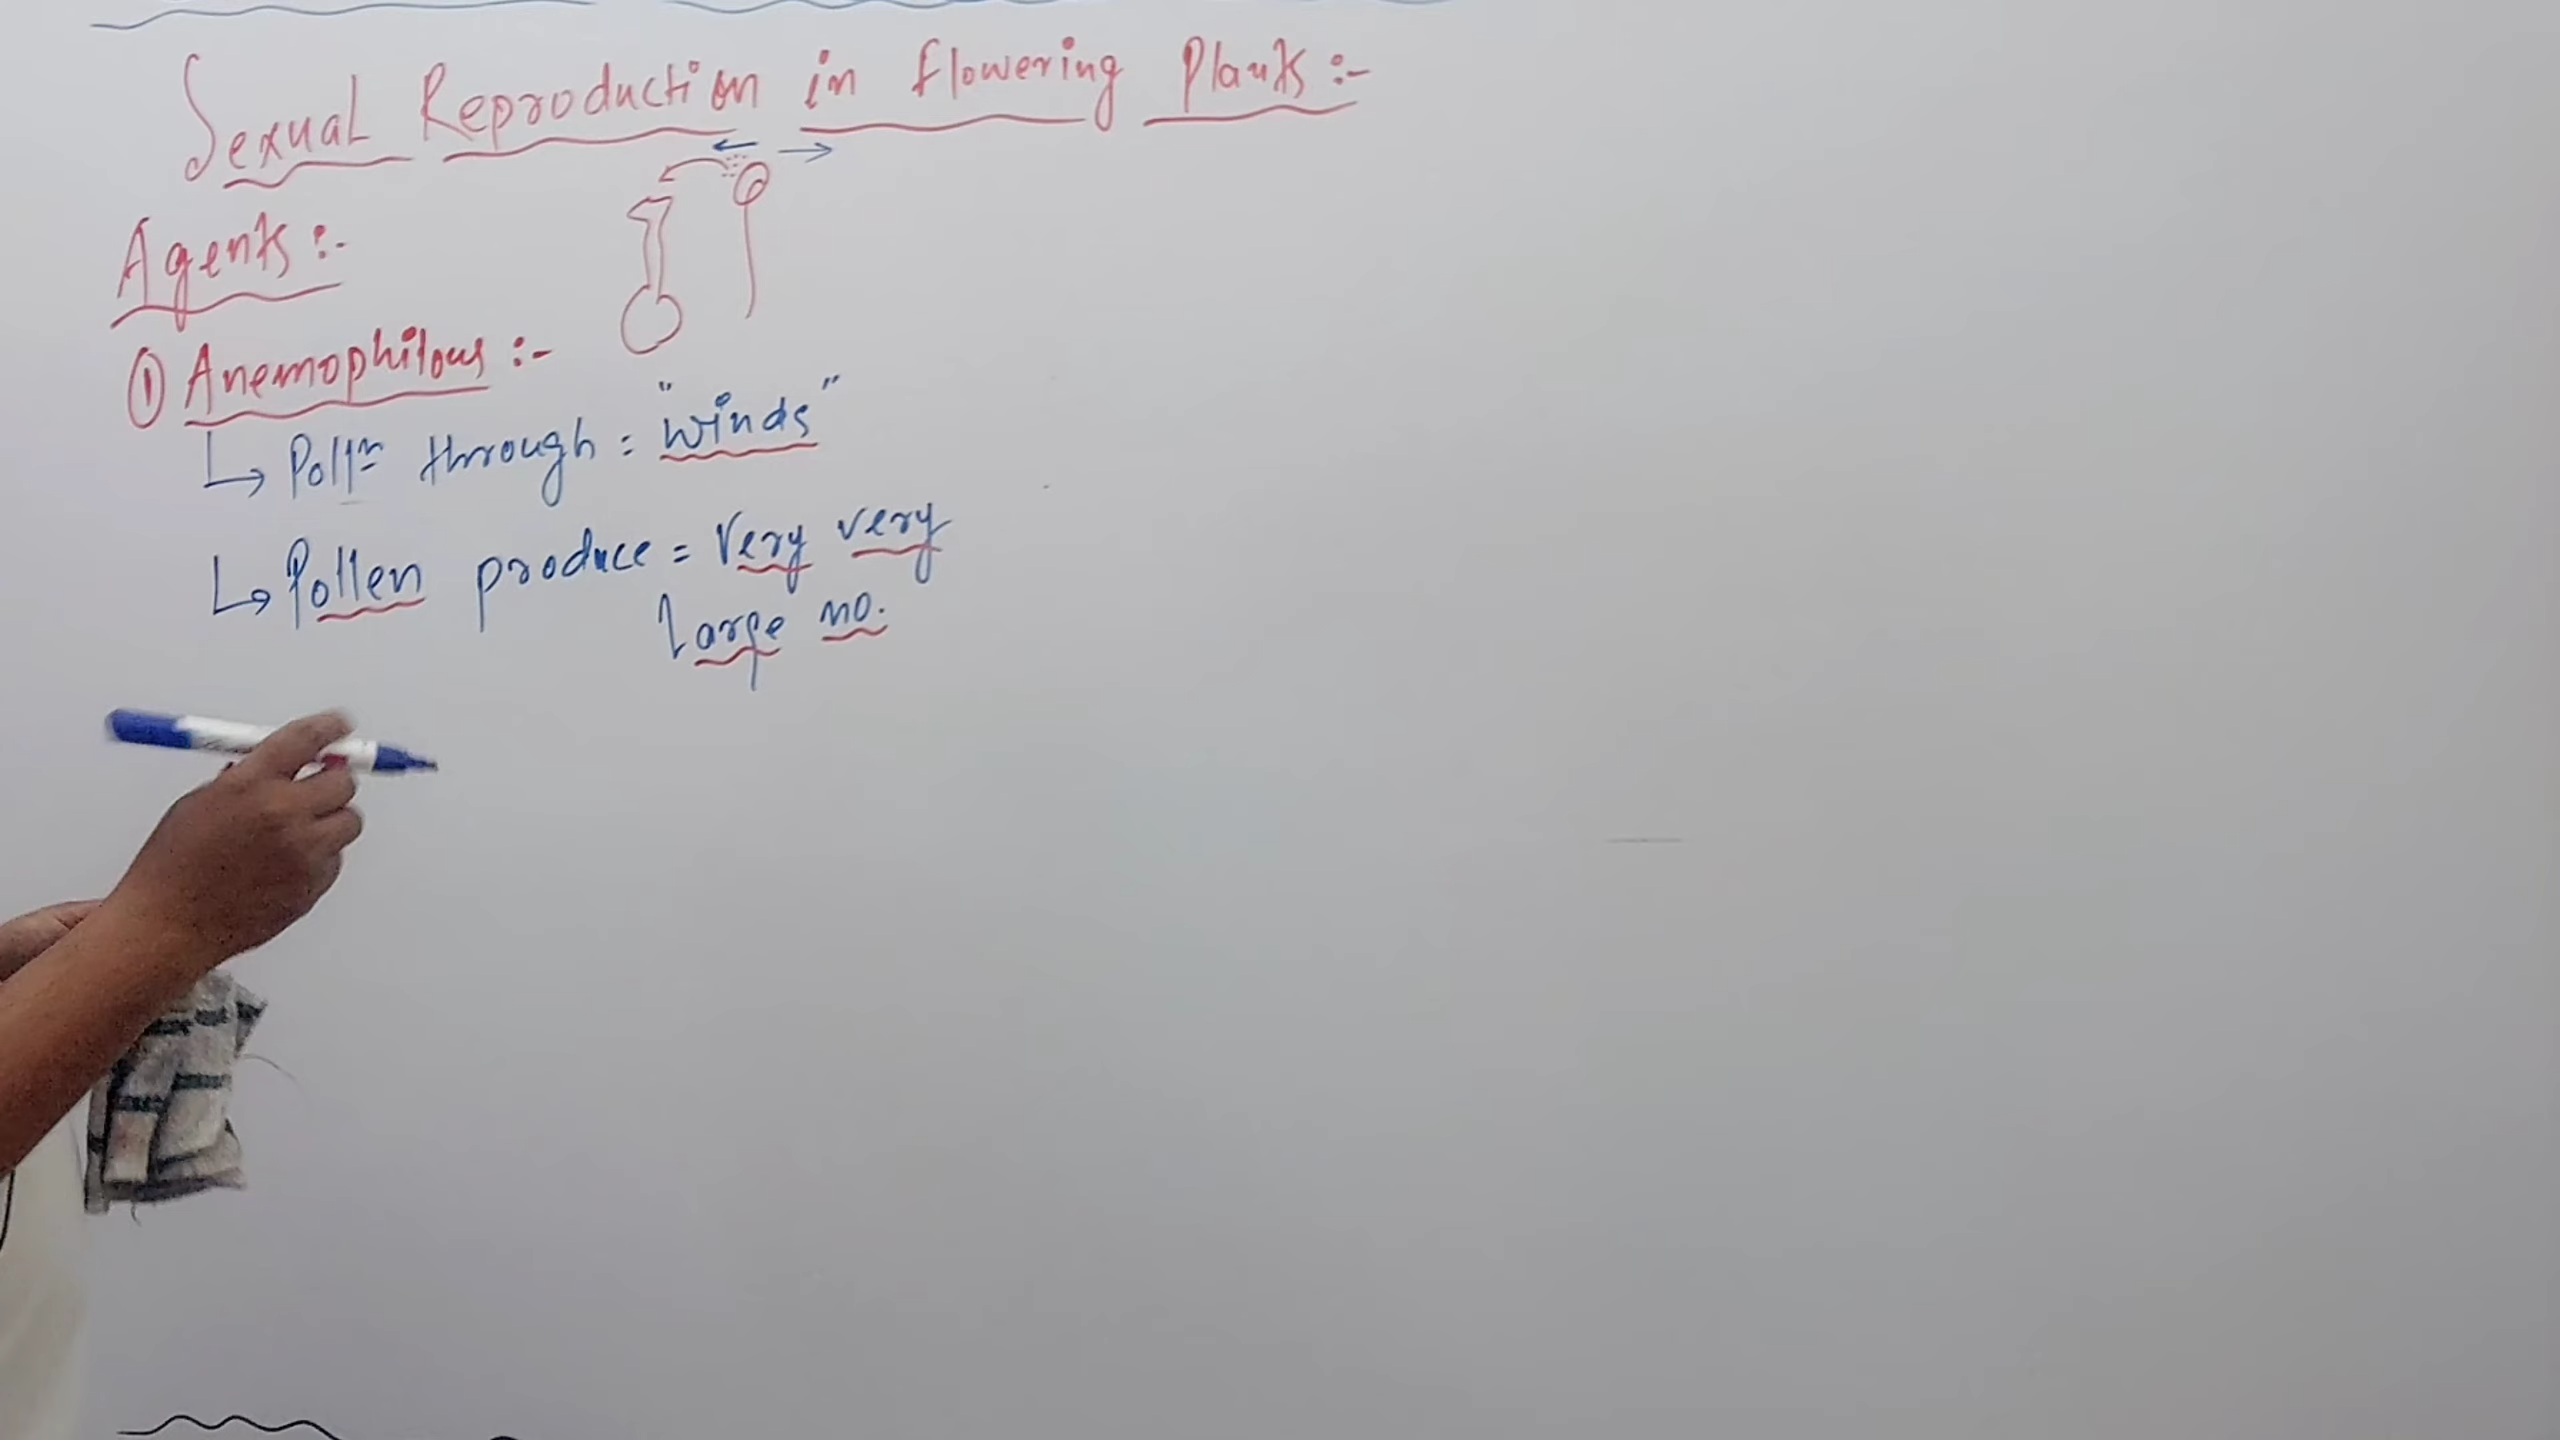 Sexual Reproduction in flowering Plants :-
Agents :-
① Anemophilous :-
↳ Pollⁿ through = "winds"
↳ Pollen produce = Very very
large no.